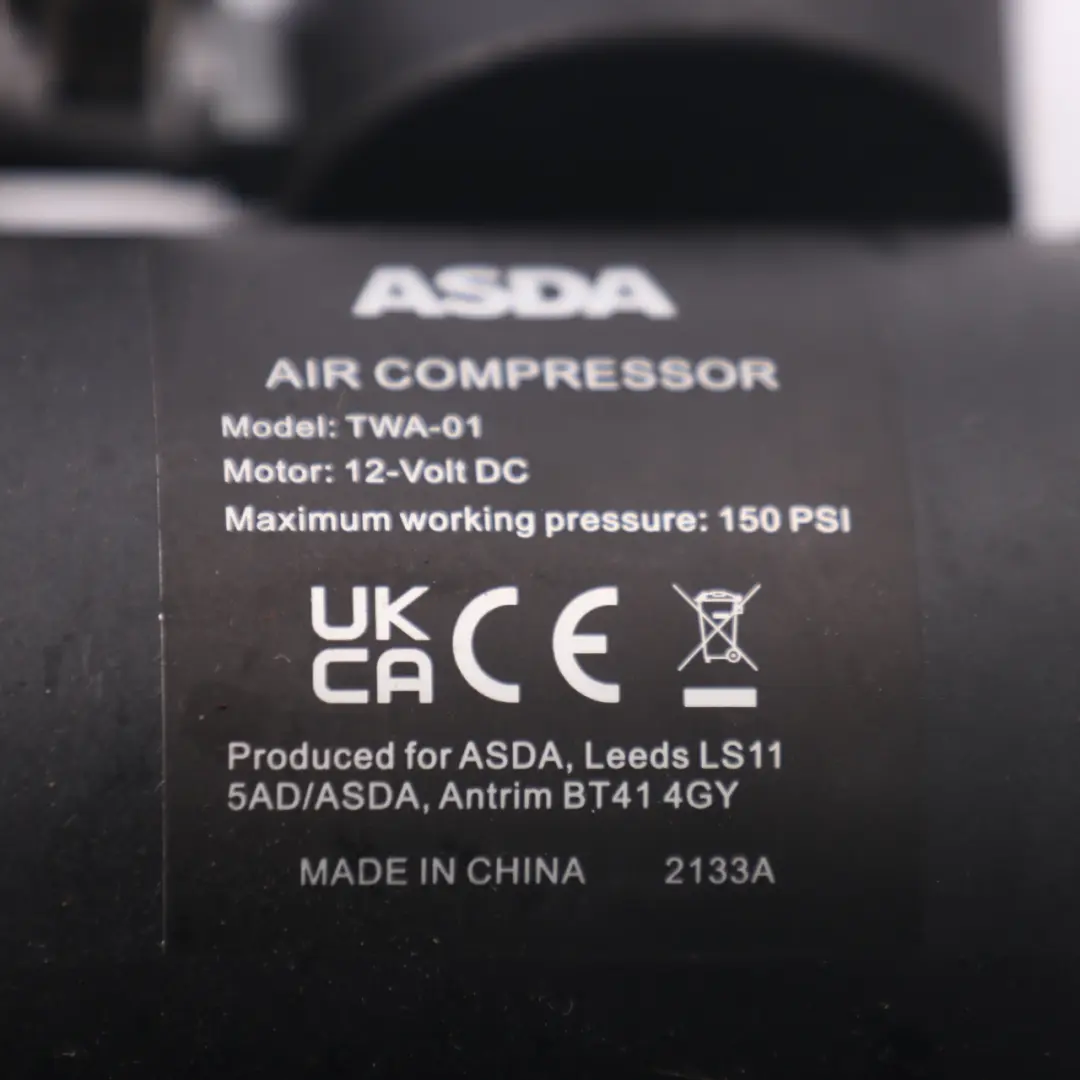 ASDA
AIR COMPRESSOR
Model: TWA-01
Motor: 12-Volt DC
Maximum working pressure: 150 PSI
UK
CA
CE
Produced for ASDA, Leeds LS11
5AD/ASDA, Antrim BT41 4GY
MADE IN CHINA 2133A